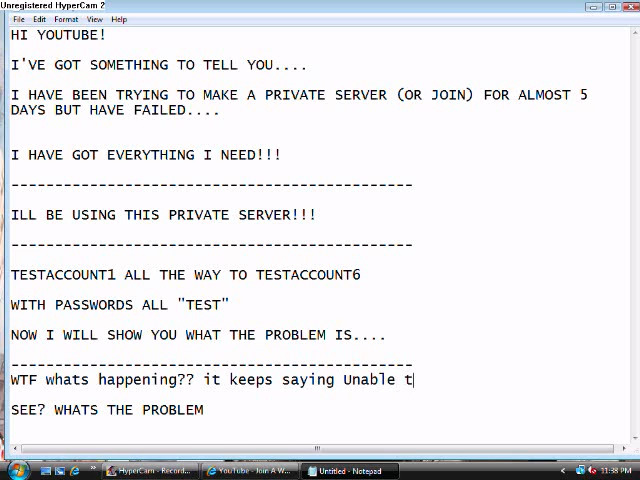 Unregistered HyperCam 2
File Edit Format View Help
HI YOUTUBE!
I'VE GOT SOMETHING TO TELL YOU....
I HAVE BEEN TRYING TO MAKE A PRIVATE SERVER (OR JOIN) FOR ALMOST 5
DAYS BUT HAVE FAILED....
I HAVE GOT EVERYTHING I NEED!!!
----------------------------------------------
ILL BE USING THIS PRIVATE SERVER!!!
----------------------------------------------
TESTACCOUNT1 ALL THE WAY TO TESTACCOUNT6
WITH PASSWORDS ALL "TEST"
NOW I WILL SHOW YOU WHAT THE PROBLEM IS....
----------------------------------------------
WTF whats happening?? it keeps saying Unable t
SEE? WHATS THE PROBLEM
HyperCam - Record... YouTube - Join A W... Untitled - Notepad 11:38 PM